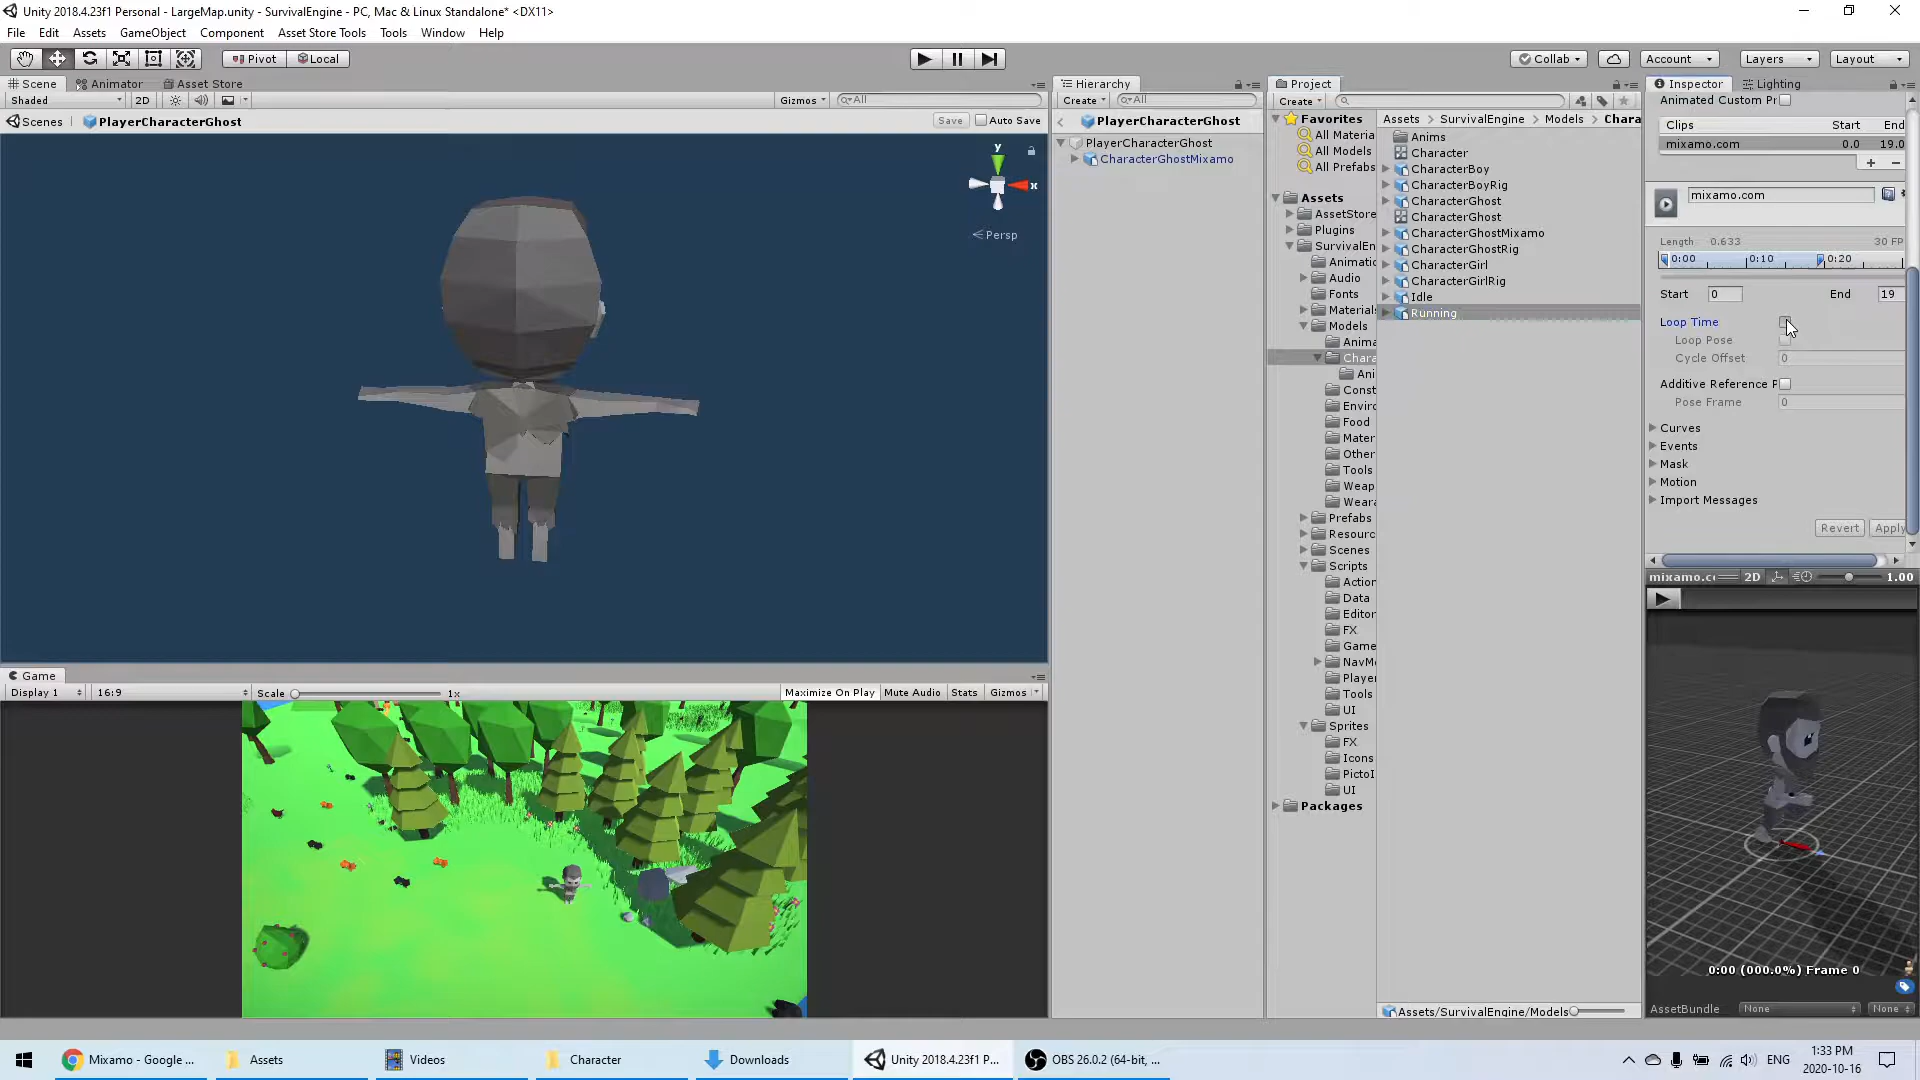 Unity 2018.4.23f1 Personal - LargeMap.unity - SurvivalEngine - PC, Mac & Linux Standalone* <DX11>
File Edit Assets GameObject Component Asset Store Tools Tools Window Help
Pivot Local Collab Account Layers Layout
Scene Animator Asset Store
Shaded 2D Gizmos All
Scenes PlayerCharacterGhost Save Auto Save
y
x
Persp
Hierarchy
Create All
PlayerCharacterGhost
PlayerCharacterGhost
CharacterGhostMixamo
Project
Create
Favorites
All Materia
All Models
All Prefabs
Assets
AssetStore
Plugins
SurvivalEn
Animatic
Audio
Fonts
Materials
Models
Anima
Chara
Ani
Const
Enviro
Food
Mater
Other
Tools
Weap
Weara
Prefabs
Resourc
Scenes
Scripts
Action
Data
Editor
FX
Game
NavMe
Player
Tools
UI
Sprites
FX
Icons
PictoI
UI
Packages
Assets SurvivalEngine Models Chara
Anims
Character
CharacterBoy
CharacterBoyRig
CharacterGhost
CharacterGhost
CharacterGhostMixamo
CharacterGhostRig
CharacterGirl
CharacterGirlRig
Idle
Running
Assets/SurvivalEngine/Models
Inspector Lighting
Animated Custom Pr
Clips Start End
mixamo.com 0.0 19.0
+ −
mixamo.com
Length 0.633 30 FP
0:00 0:10 0:20
Start 0 End 19
Loop Time
Loop Pose
Cycle Offset 0
Additive Reference P
Pose Frame 0
Curves
Events
Mask
Motion
Import Messages
Revert Apply
mixamo.c 2D 1.00
0:00 (000.0%) Frame 0
AssetBundle None None
Game
Display 1 16:9 Scale 1x Maximize On Play Mute Audio Stats Gizmos
Mixamo - Google ... Assets Videos Character Downloads Unity 2018.4.23f1 P... OBS 26.0.2 (64-bit, ... ENG
1:33 PM
2020-10-16